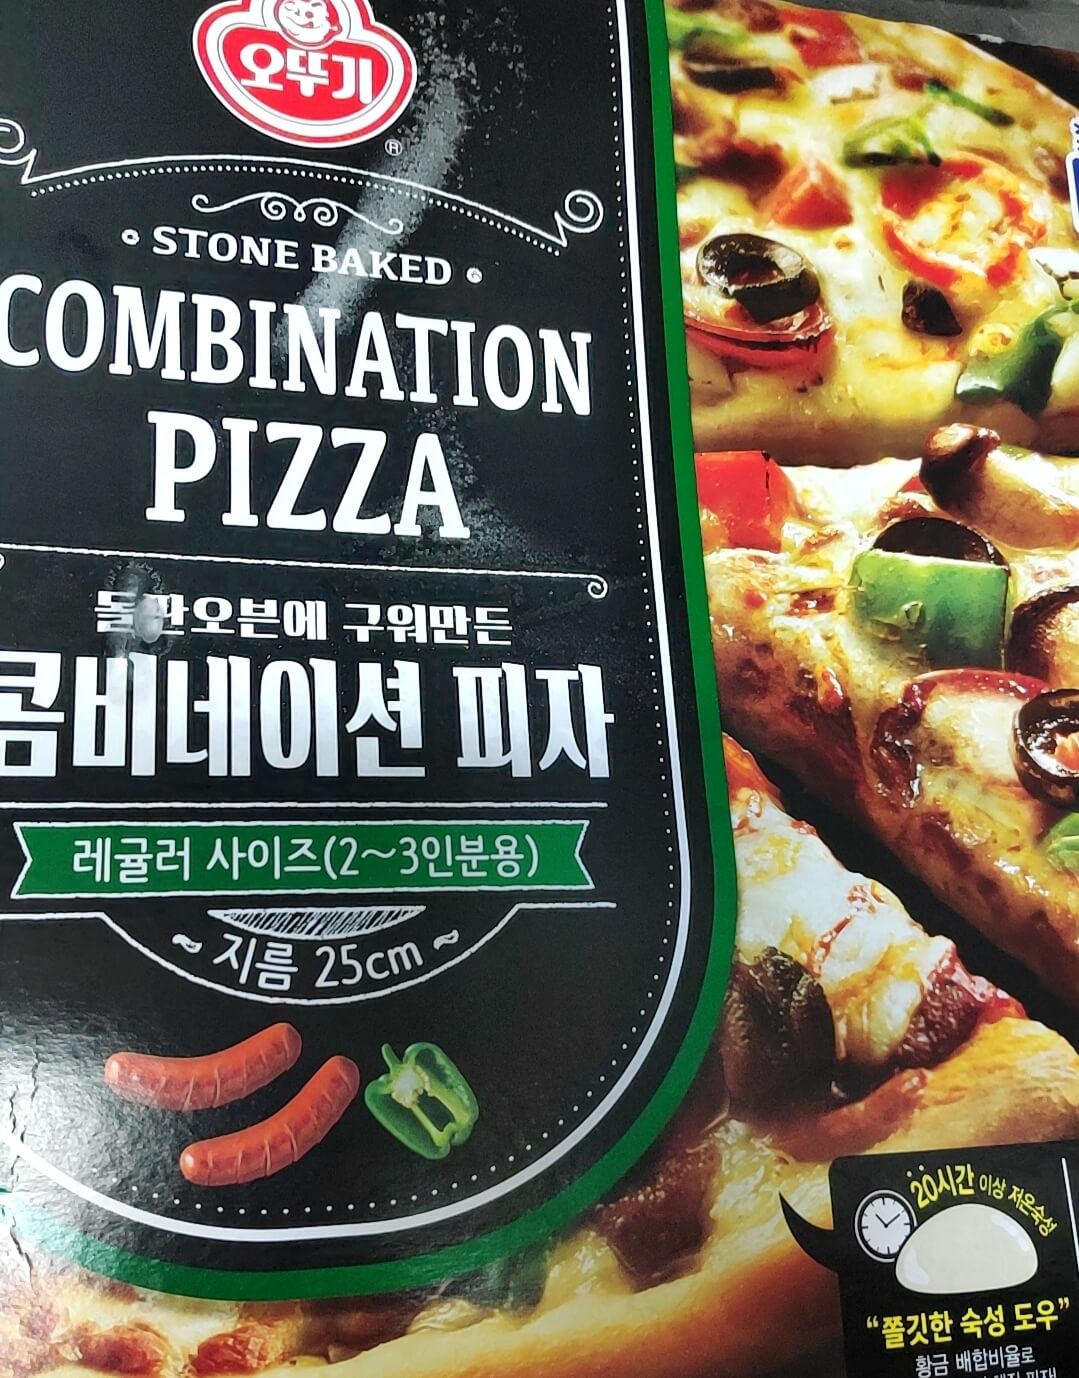 오뚜기
®
STONE BAKED
COMBINATION
PIZZA
돌판오븐에 구워만든
콤비네이션 피자
레귤러 사이즈(2~3인분용)
~ 지름 25cm ~
20시간 이상 저온숙성
“쫄깃한 숙성 도우”
황금 배합비율로